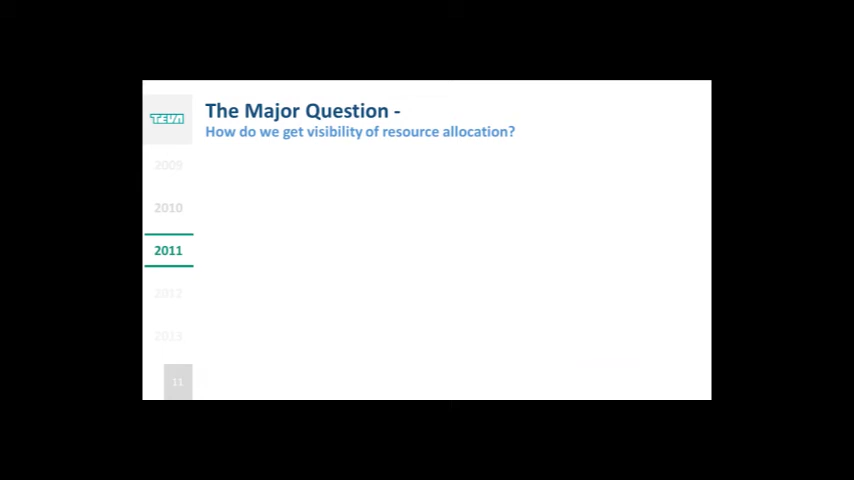 TEVA
The Major Question -
How do we get visibility of resource allocation?
2009
2010
2011
2012
2013
11